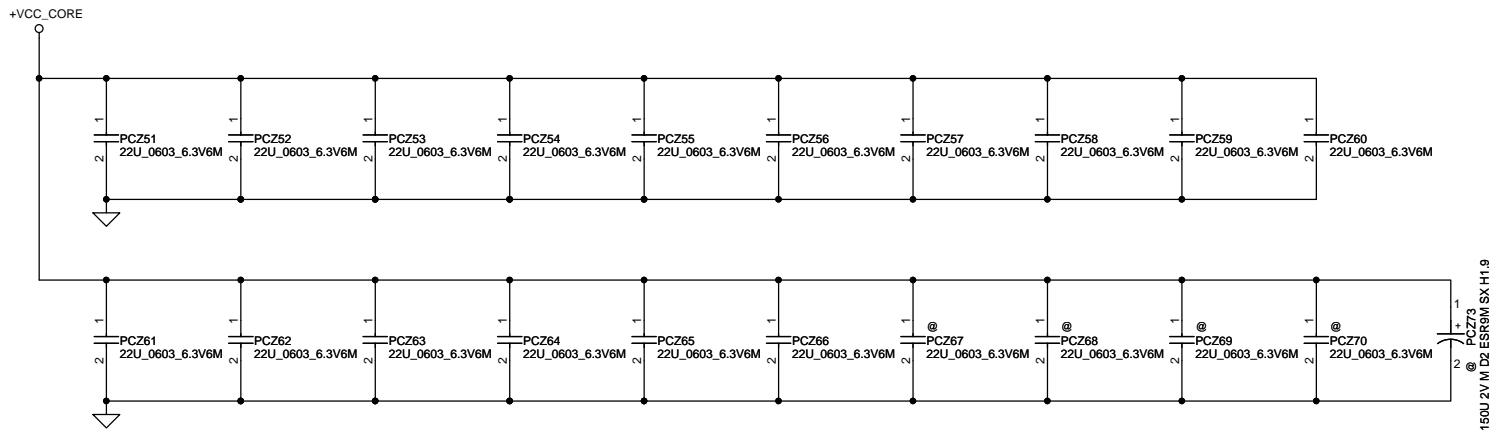 +VCC_CORE
1
2
PCZ51
22U_0603_6.3V6M
1
2
PCZ52
22U_0603_6.3V6M
1
2
PCZ53
22U_0603_6.3V6M
1
2
PCZ54
22U_0603_6.3V6M
1
2
PCZ55
22U_0603_6.3V6M
1
2
PCZ56
22U_0603_6.3V6M
1
2
PCZ57
22U_0603_6.3V6M
1
2
PCZ58
22U_0603_6.3V6M
1
2
PCZ59
22U_0603_6.3V6M
1
2
PCZ60
22U_0603_6.3V6M
1
2
PCZ61
22U_0603_6.3V6M
1
2
PCZ62
22U_0603_6.3V6M
1
2
PCZ63
22U_0603_6.3V6M
1
2
PCZ64
22U_0603_6.3V6M
1
2
PCZ65
22U_0603_6.3V6M
1
2
PCZ66
22U_0603_6.3V6M
1
2
@
PCZ67
22U_0603_6.3V6M
1
2
@
PCZ68
22U_0603_6.3V6M
1
2
@
PCZ69
22U_0603_6.3V6M
1
2
@
PCZ70
22U_0603_6.3V6M
1
+
2
@ PCZ73
150U 2V M D2 ESR9M SX H1.9